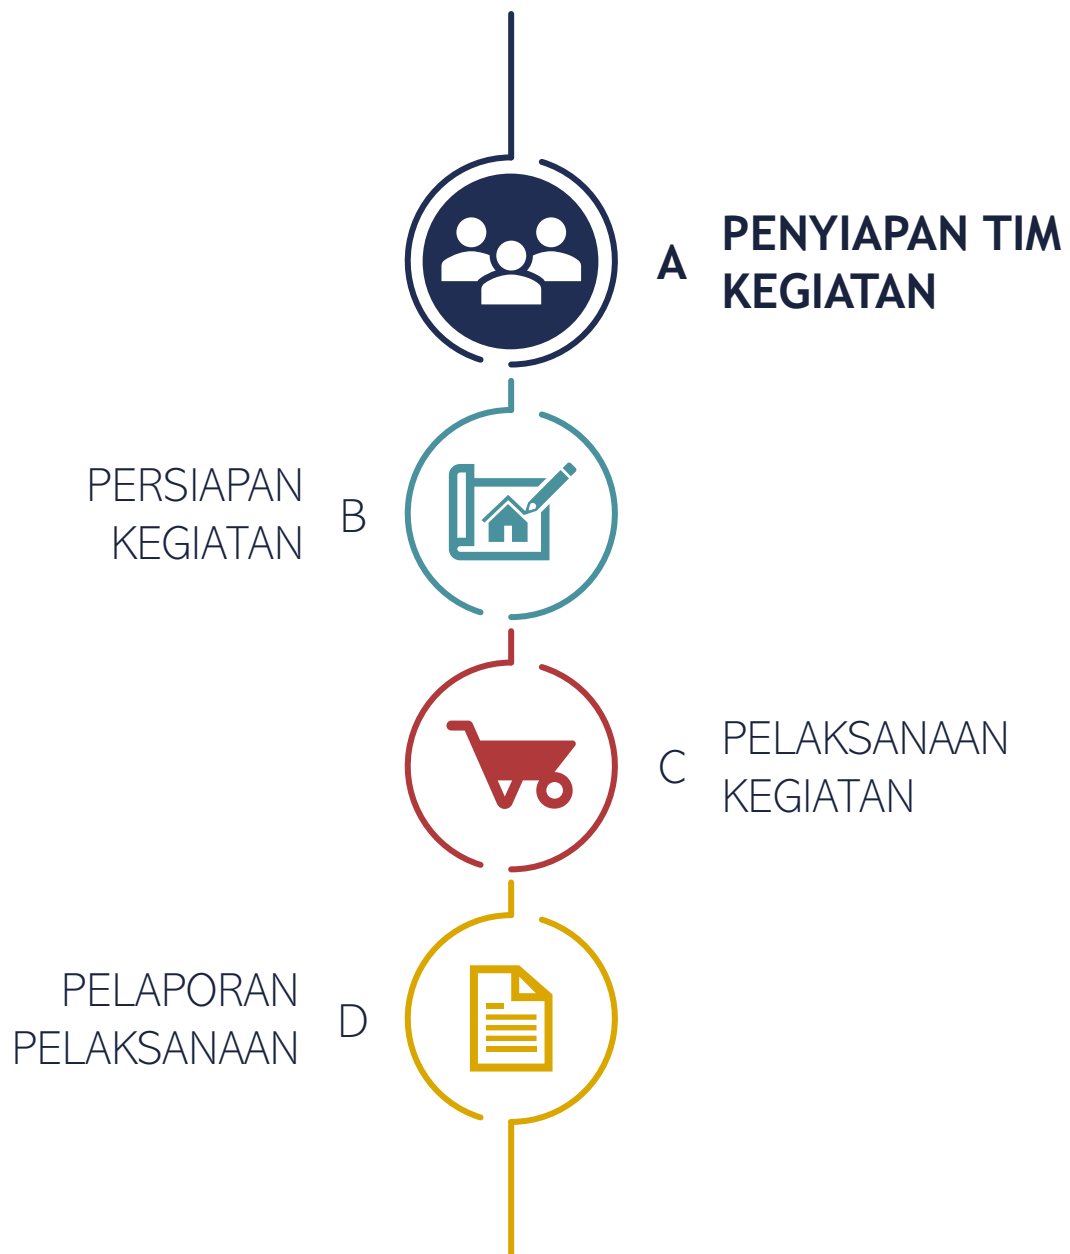 A
PENYIAPAN TIM
KEGIATAN
PERSIAPAN
KEGIATAN
B
C
PELAKSANAAN
KEGIATAN
PELAPORAN
PELAKSANAAN
D